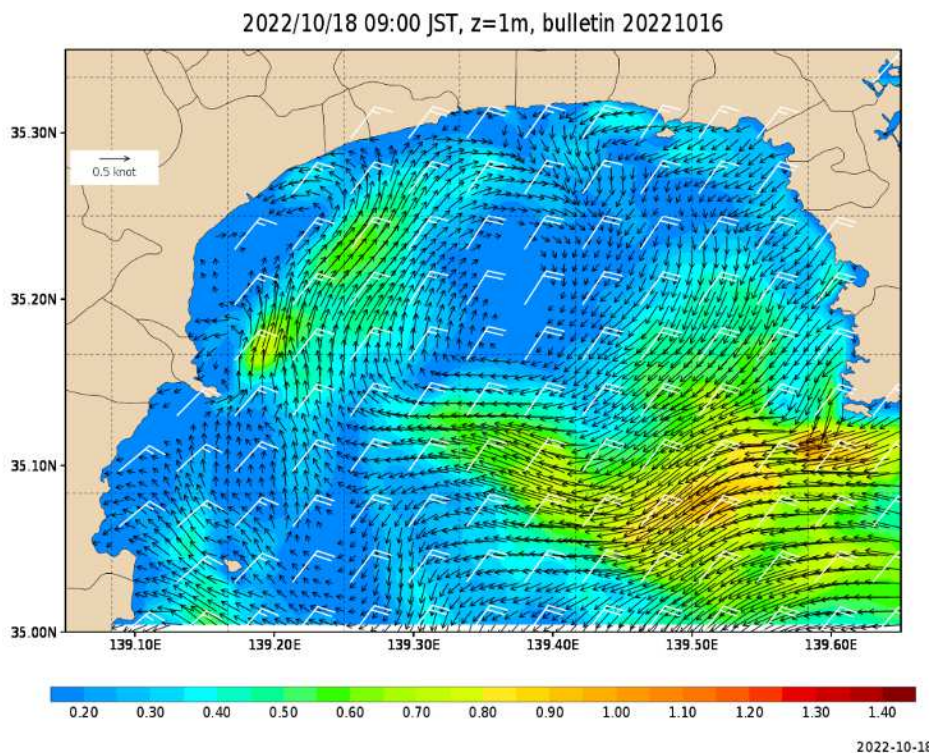 2022/10/18 09:00 JST, z=1m, bulletin 20221016
35.30N
0.5 knot
35.20N
35.10N
35.00N
139.10E 139.20E 139.30E 139.40E 139.50E 139.60E
0.20 0.30 0.40 0.50 0.60 0.70 0.80 0.90 1.00 1.10 1.20 1.30 1.40
2022-10-18